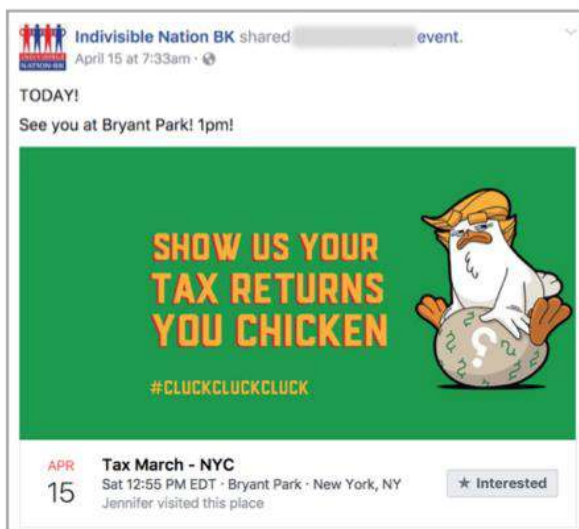 Indivisible Nation BK shared event.
April 15 at 7:33am
TODAY!
See you at Bryant Park! 1pm!
SHOW US YOUR
TAX RETURNS
YOU CHICKEN
#CLUCKCLUCKCLUCK
?
APR
15
Tax March - NYC
Sat 12:55 PM EDT · Bryant Park · New York, NY
Jennifer visited this place
★ Interested